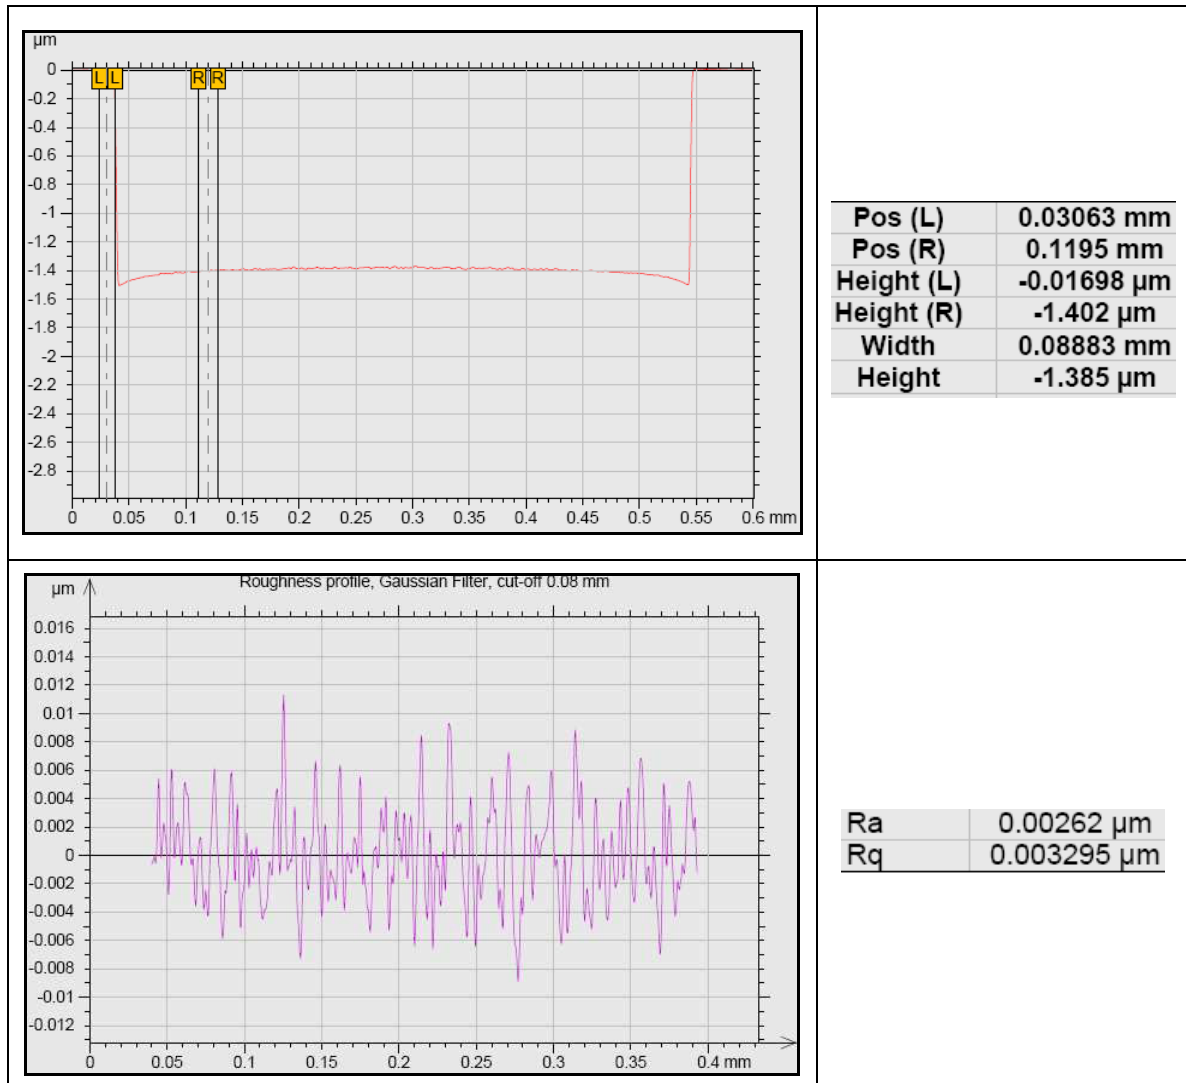 µm
0
-0.2
-0.4
-0.6
-0.8
-1
-1.2
-1.4
-1.6
-1.8
-2
-2.2
-2.4
-2.6
-2.8
L L R R
0 0.05 0.1 0.15 0.2 0.25 0.3 0.35 0.4 0.45 0.5 0.55 0.6 mm
Pos (L) 0.03063 mm
Pos (R) 0.1195 mm
Height (L) -0.01698 µm
Height (R) -1.402 µm
Width 0.08883 mm
Height -1.385 µm
Roughness profile, Gaussian Filter, cut-off 0.08 mm
µm
0.016
0.014
0.012
0.01
0.008
0.006
0.004
0.002
0
-0.002
-0.004
-0.006
-0.008
-0.01
-0.012
0 0.05 0.1 0.15 0.2 0.25 0.3 0.35 0.4 mm
Ra 0.00262 µm
Rq 0.003295 µm